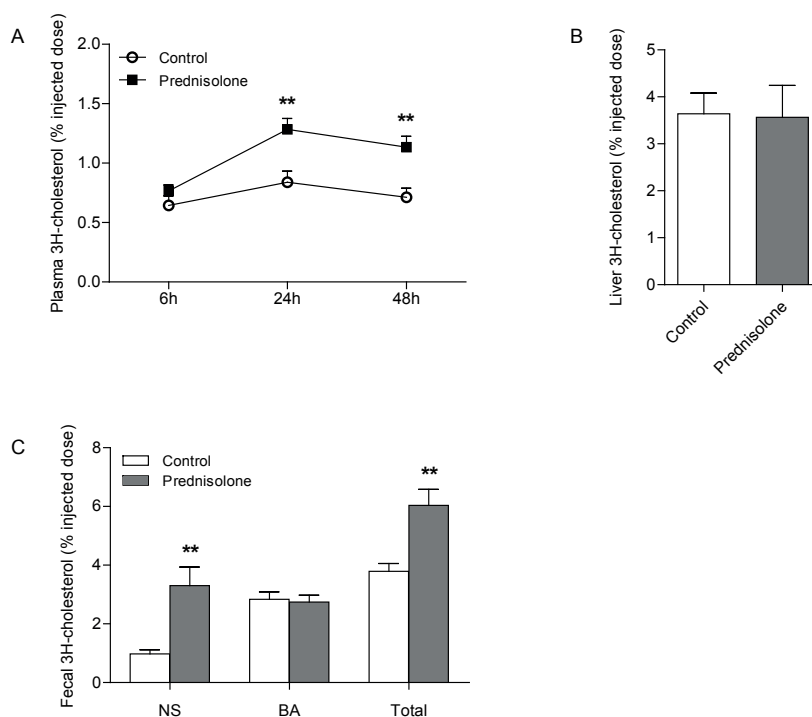 A
Plasma 3H-cholesterol (% injected dose)
2.0
1.5
1.0
0.5
0.0
Control
Prednisolone
**
**
6h
24h
48h
B
Liver 3H-cholesterol (% injected dose)
5
4
3
2
1
0
Control
Prednisolone
C
Fecal 3H-cholesterol (% injected dose)
8
6
4
2
0
Control
Prednisolone
**
**
NS
BA
Total